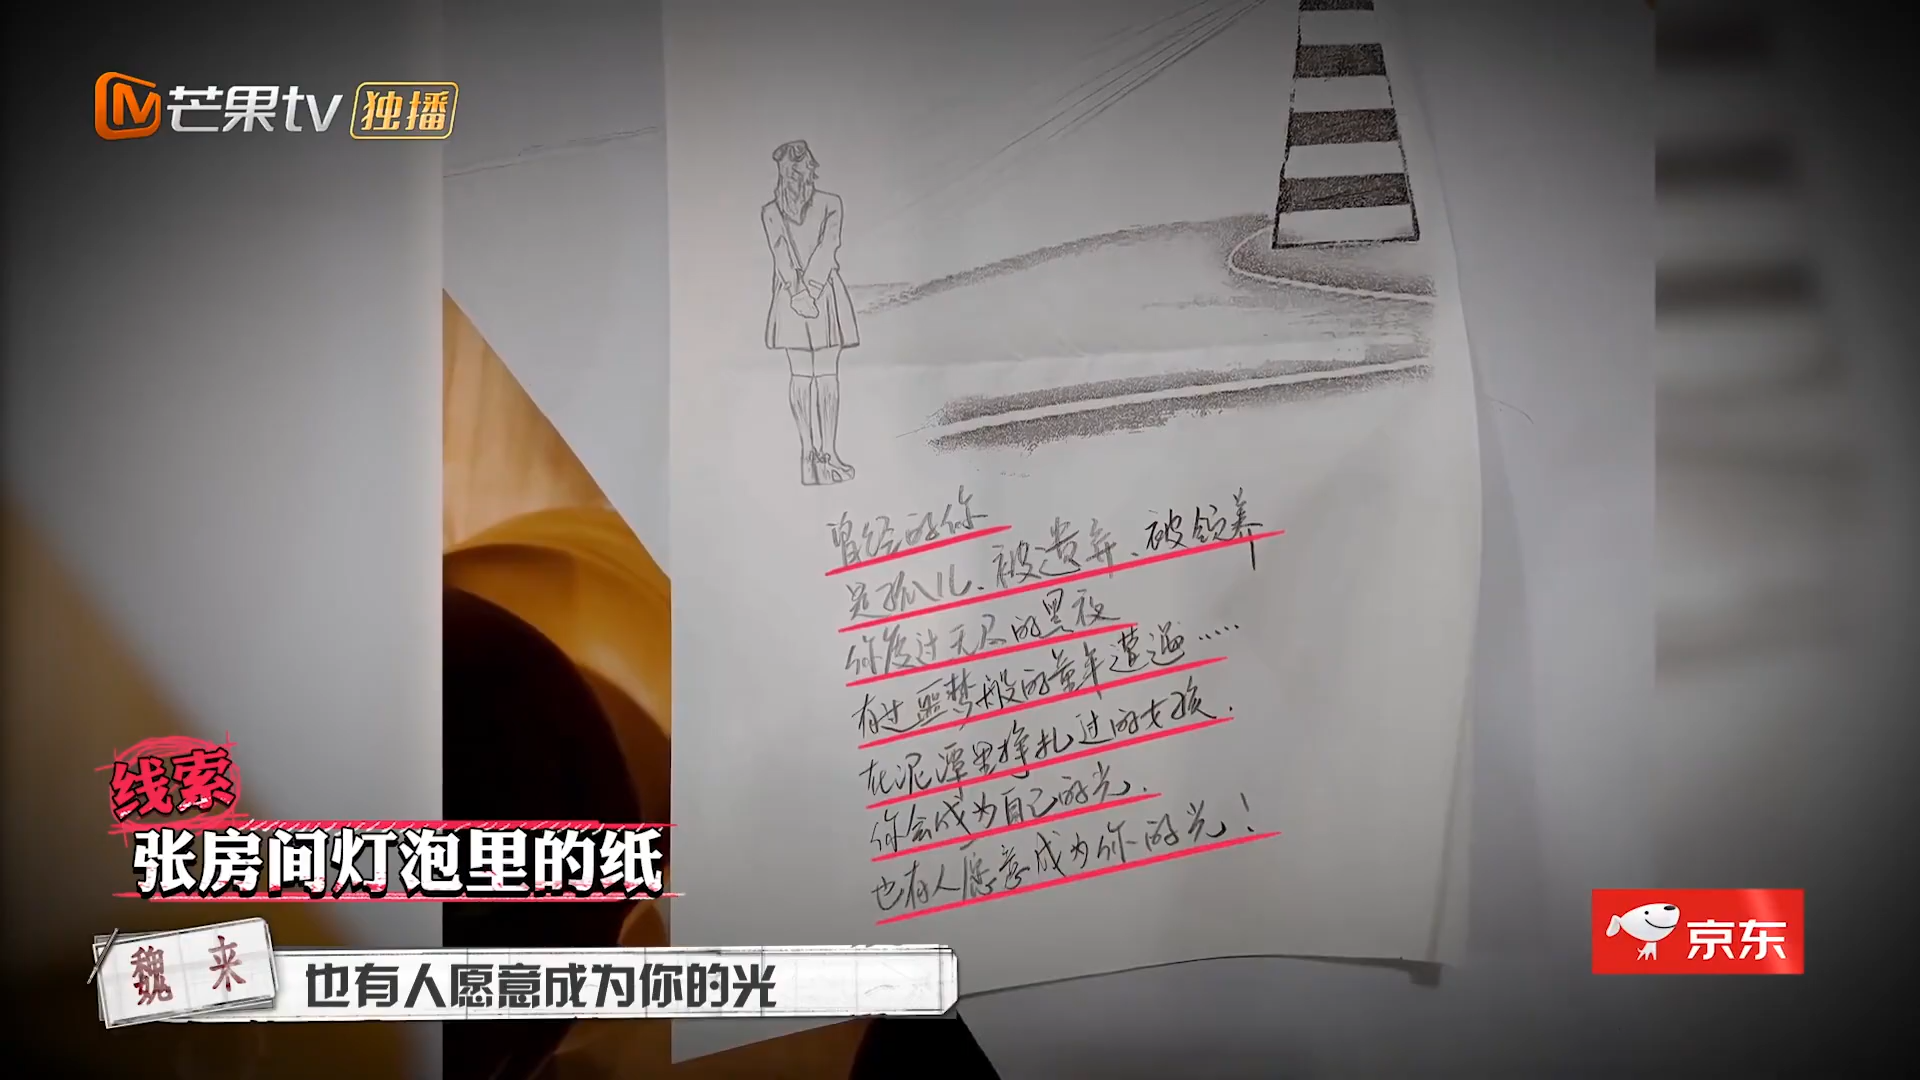 芒果tv 独播
曾经的你
是孤儿、被遗弃、被领养
你度过无尽的黑夜
有过噩梦般的童年遭遇……
在泥潭里挣扎过的女孩.
你会成为自己的光.
也有人愿意成为你的光！
线索
张房间灯泡里的纸
魏来
也有人愿意成为你的光
京东